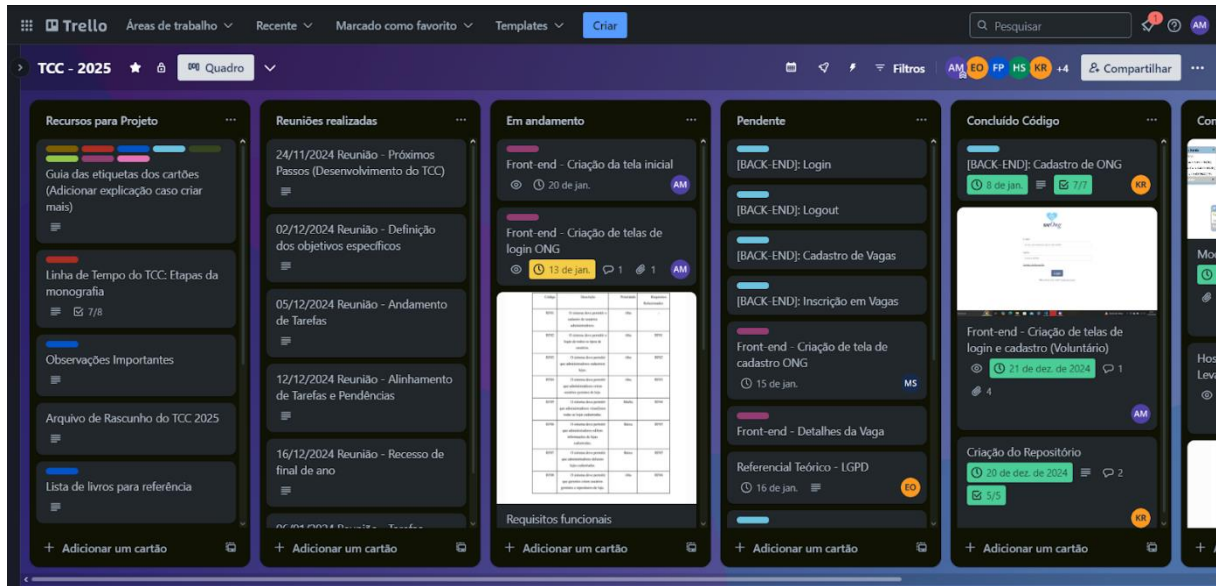 Trello
Áreas de trabalho
Recente
Marcado como favorito
Templates
Criar
Pesquisar
1
AM
TCC - 2025
Quadro
Filtros
AM
EO
FP
HS
KR
+4
Compartilhar
Recursos para Projeto
Guia das etiquetas dos cartões
(Adicionar explicação caso criar
mais)
Linha de Tempo do TCC: Etapas da
monografia
7/8
Observações Importantes
Arquivo de Rascunho do TCC 2025
Lista de livros para referência
+ Adicionar um cartão
Reuniões realizadas
24/11/2024 Reunião - Próximos
Passos (Desenvolvimento do TCC)
02/12/2024 Reunião - Definição
dos objetivos específicos
05/12/2024 Reunião - Andamento
de Tarefas
12/12/2024 Reunião - Alinhamento
de Tarefas e Pendências
16/12/2024 Reunião - Recesso de
final de ano
+ Adicionar um cartão
Em andamento
Front-end - Criação da tela inicial
20 de jan.
AM
Front-end - Criação de telas de
login ONG
13 de jan.
1
1
AM
Requisitos funcionais
+ Adicionar um cartão
Pendente
[BACK-END]: Login
[BACK-END]: Logout
[BACK-END]: Cadastro de Vagas
[BACK-END]: Inscrição em Vagas
Front-end - Criação de tela de
cadastro ONG
15 de jan.
MS
Front-end - Detalhes da Vaga
Referencial Teórico - LGPD
16 de jan.
EO
+ Adicionar um cartão
Concluído Código
[BACK-END]: Cadastro de ONG
8 de jan.
7/7
KR
Front-end - Criação de telas de
login e cadastro (Voluntário)
21 de dez. de 2024
1
4
AM
Criação do Repositório
20 de dez. de 2024
2
5/5
KR
+ Adicionar um cartão